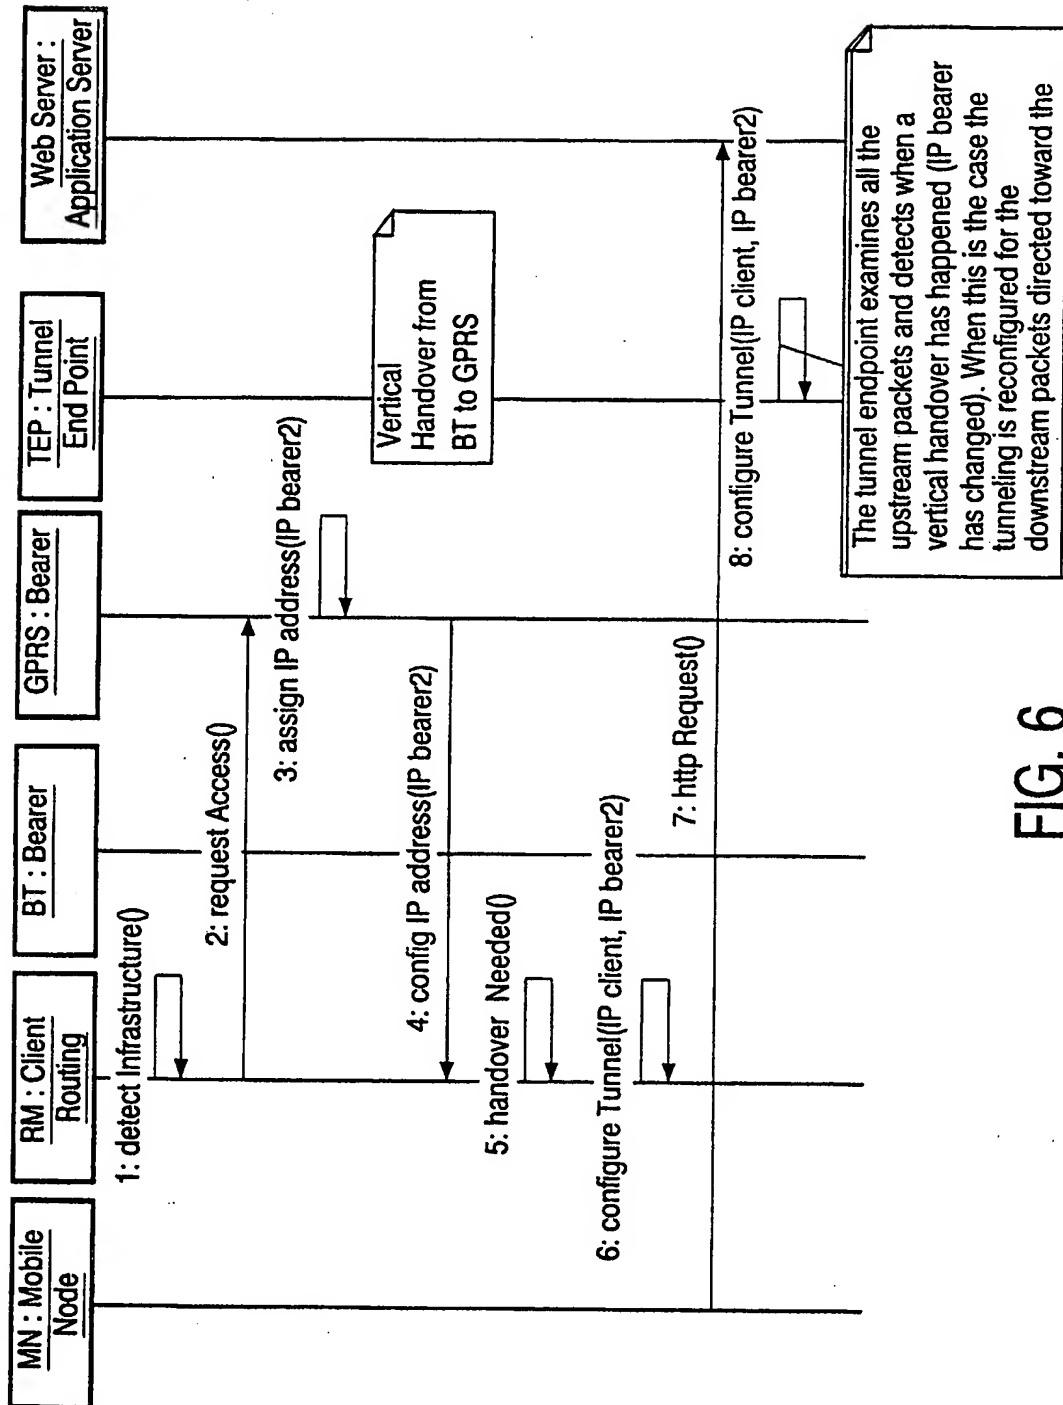 MN : Mobile
Node
RM : Client
Routing
BT : Bearer
GPRS : Bearer
TEP : Tunnel
End Point
Web Server :
Application Server
1: detect Infrastructure()
2: request Access()
3: assign IP address(IP bearer2)
Vertical
Handover from
BT to GPRS
4: config IP address(IP bearer2)
5: handover Needed()
6: configure Tunnel(IP client, IP bearer2)
7: http Request()
8: configure Tunnel(IP client, IP bearer2)
The tunnel endpoint examines all the
upstream packets and detects when a
vertical handover has happened (IP bearer
has changed). When this is the case the
tunneling is reconfigured for the
downstream packets directed toward the
FIG. 6